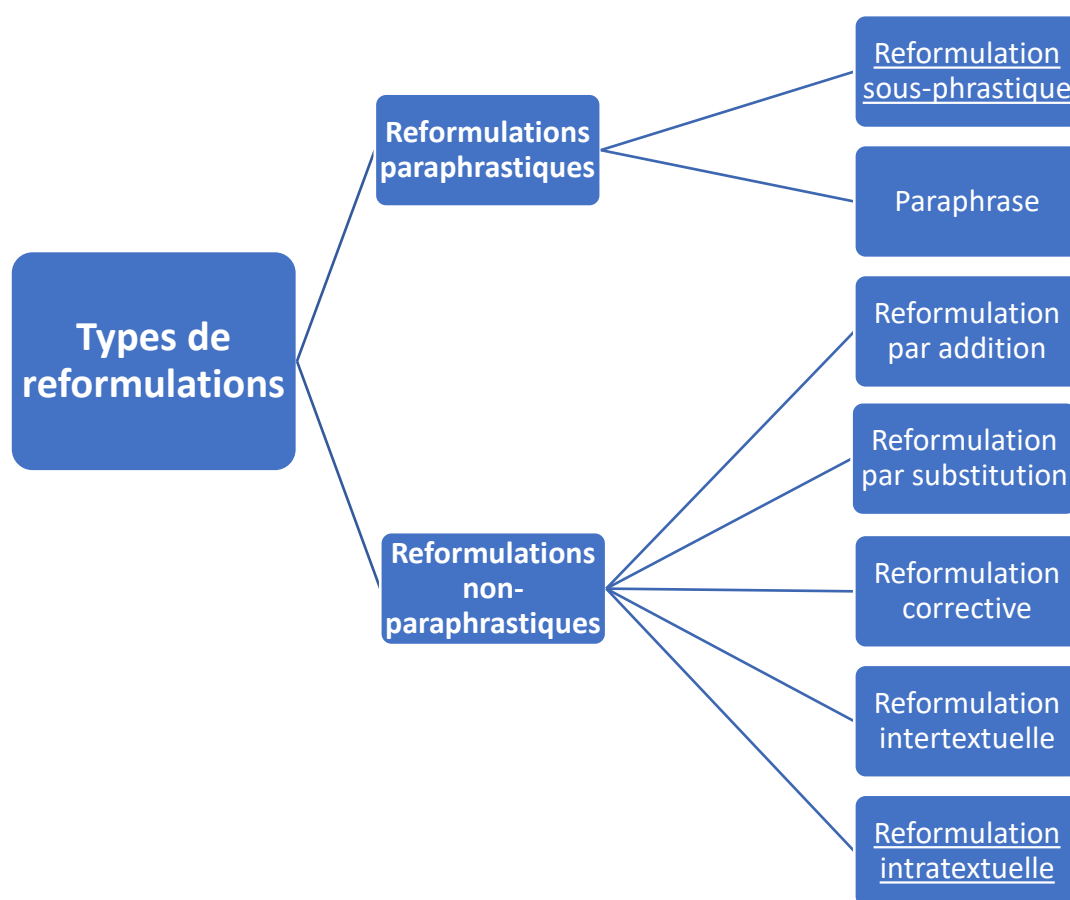 Types de
reformulations
Reformulations
paraphrastiques
Reformulation
sous-phrastique
Paraphrase
Reformulations
non-
paraphrastiques
Reformulation
par addition
Reformulation
par substitution
Reformulation
corrective
Reformulation
intertextuelle
Reformulation
intratextuelle